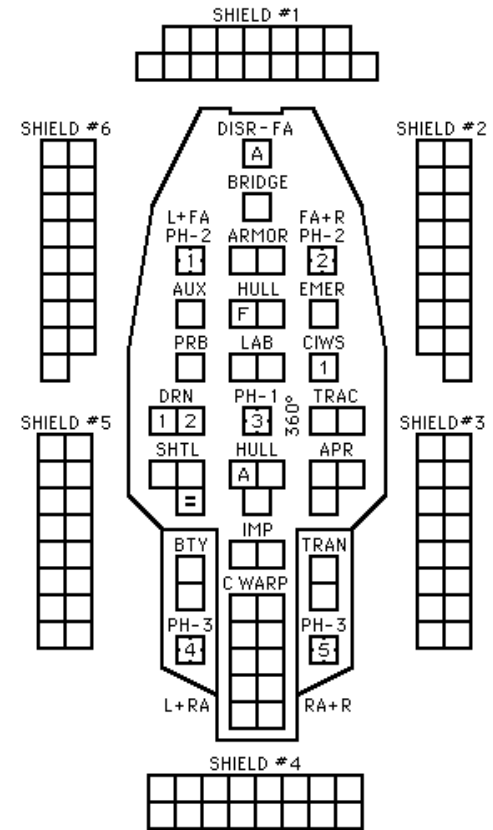 SHIELD #1
SHIELD #6
DISR-FA
SHIELD #2
A
BRIDGE
L+FA FA+R
PH-2 ARMOR PH-2
1 2
AUX HULL EMER
F
PRB LAB CIWS
1
DRN PH-1 TRAC
1 2 3 360°
SHIELD #5 SHIELD#3
SHTL HULL APR
A
=
IMP
BTY TRAN
C WARP
PH-3 PH-3
4 5
L+RA RA+R
SHIELD #4